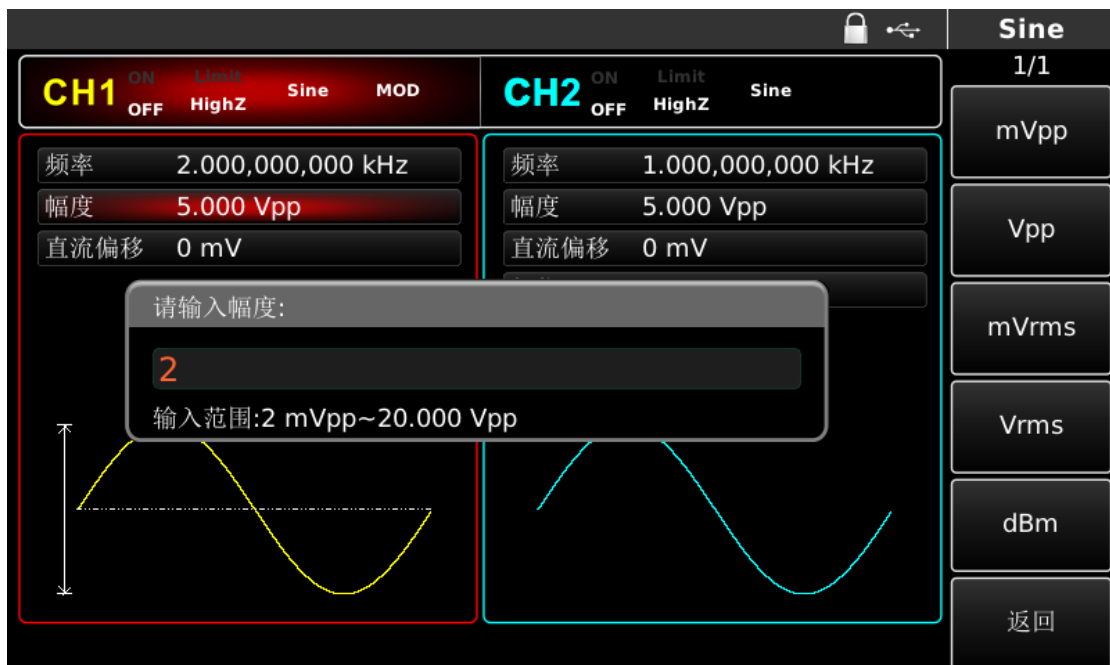 Sine
1/1
CH1 ON OFF Limit HighZ Sine MOD
CH2 ON OFF Limit HighZ Sine
频率 2.000,000,000 kHz
幅度 5.000 Vpp
直流偏移 0 mV
频率 1.000,000,000 kHz
幅度 5.000 Vpp
直流偏移 0 mV
请输入幅度:
2
输入范围:2 mVpp~20.000 Vpp
mVpp
Vpp
mVrms
Vrms
dBm
返回